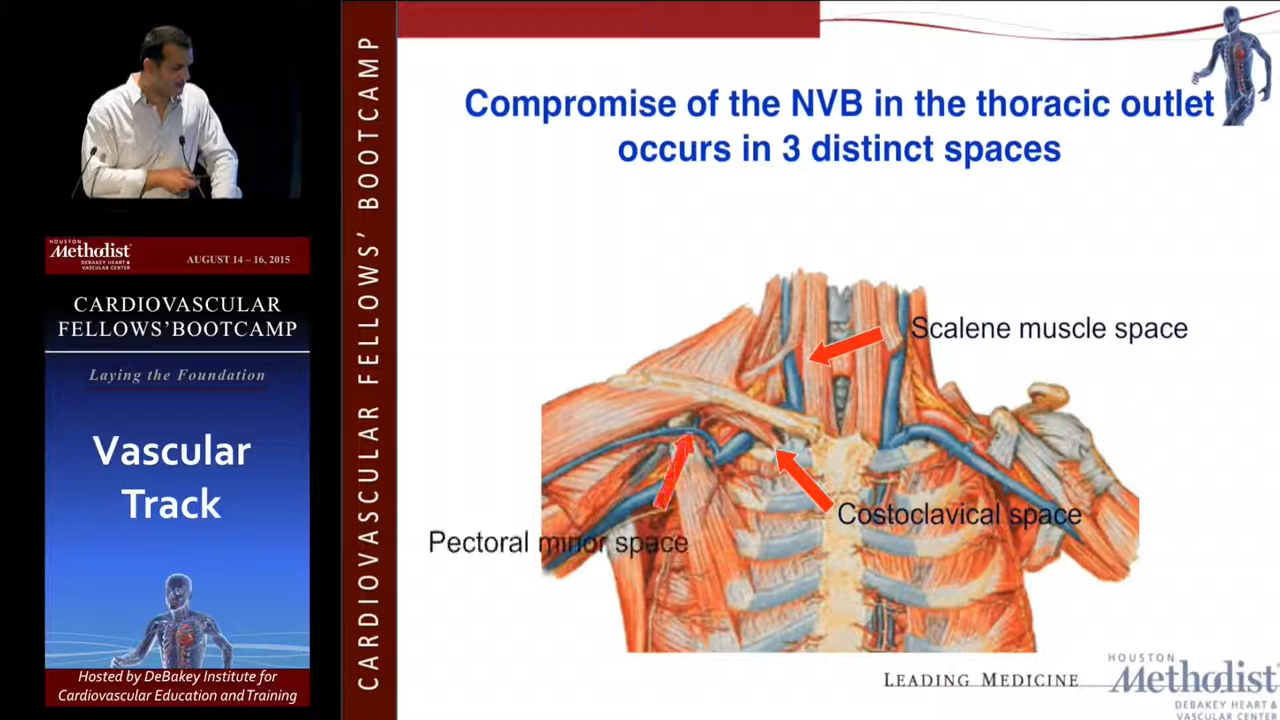 HOUSTON
Methodist
DEBAKEY HEART &
VASCULAR CENTER
AUGUST 14 – 16, 2015
CARDIOVASCULAR
FELLOWS’BOOTCAMP
Laying the Foundation
Vascular
Track
Hosted by DeBakey Institute for
Cardiovascular Education and Training
CARDIOVASCULAR FELLOWS’ BOOTCAMP
Compromise of the NVB in the thoracic outlet
occurs in 3 distinct spaces
Scalene muscle space
Costoclavical space
Pectoral minor space
LEADING MEDICINE
HOUSTON
Methodist
DEBAKEY HEART &
VASCULAR CENTER